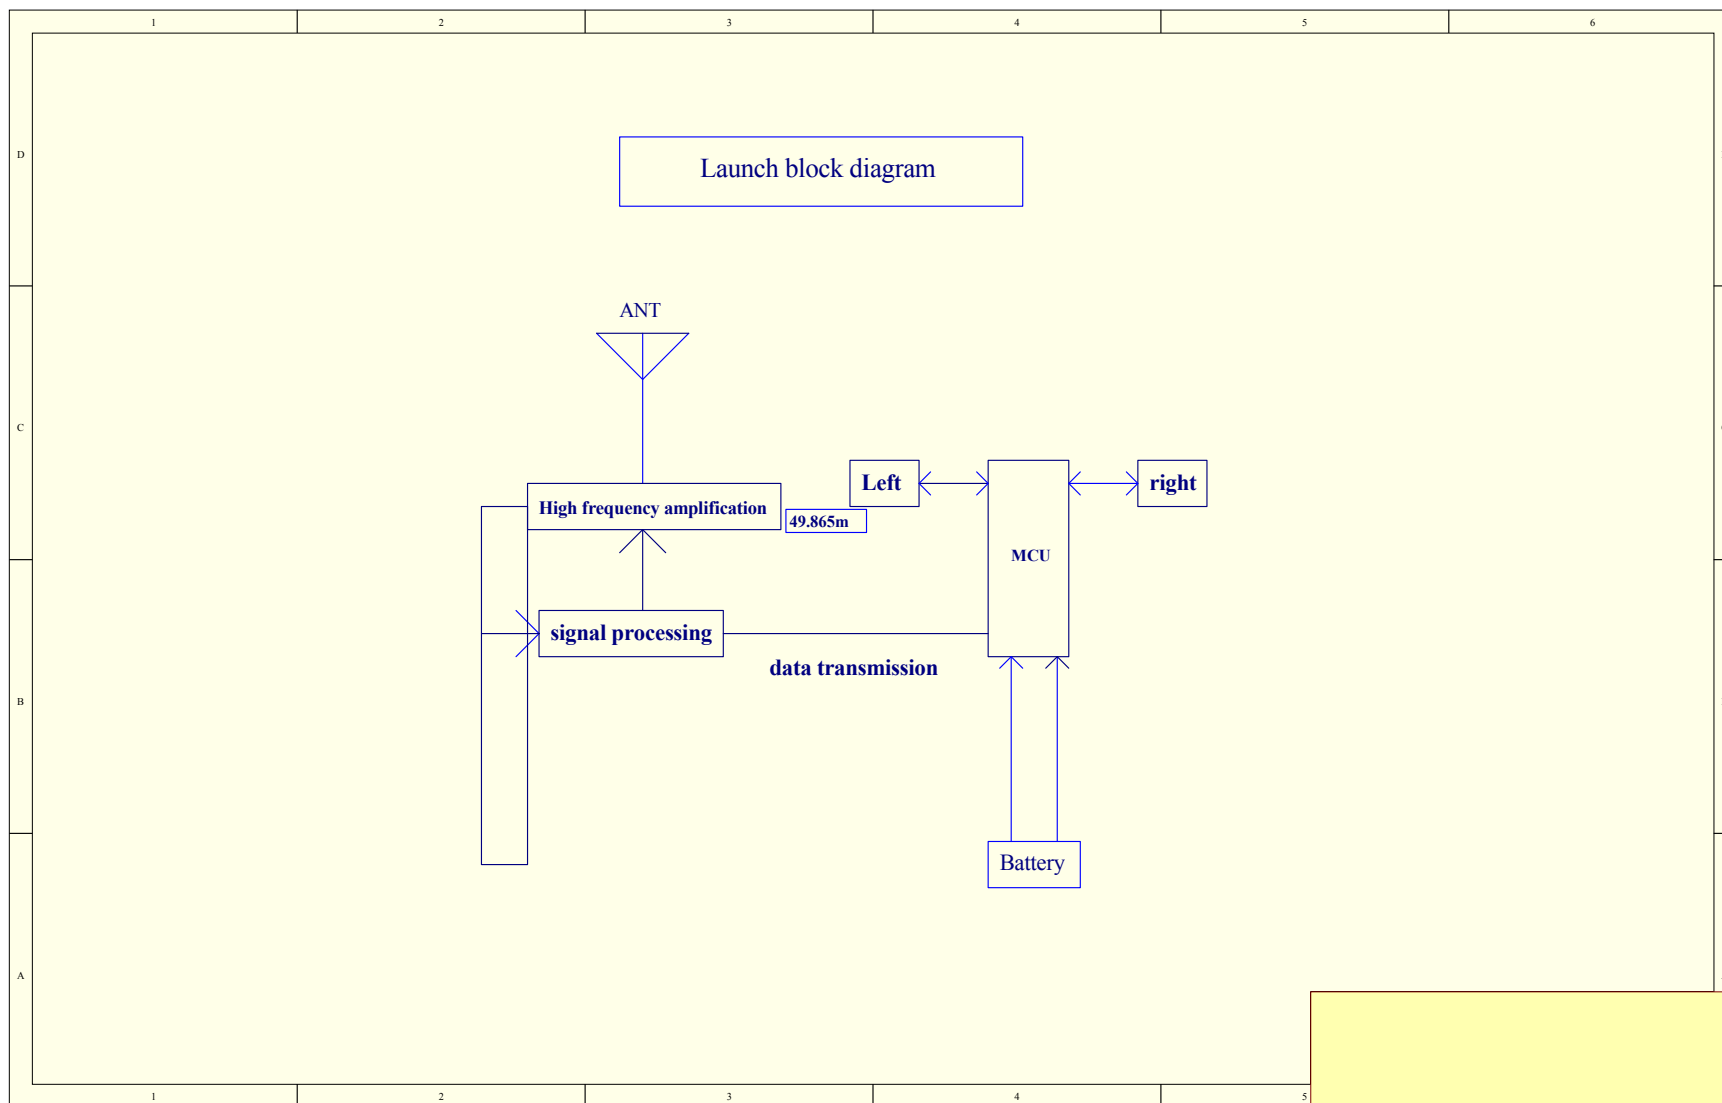 1 2 3 4 5 6
D
Launch block diagram
ANT
C
Left
right
High frequency amplification
49.865m
MCU
signal processing
data transmission
B
Battery
A
1 2 3 4 5